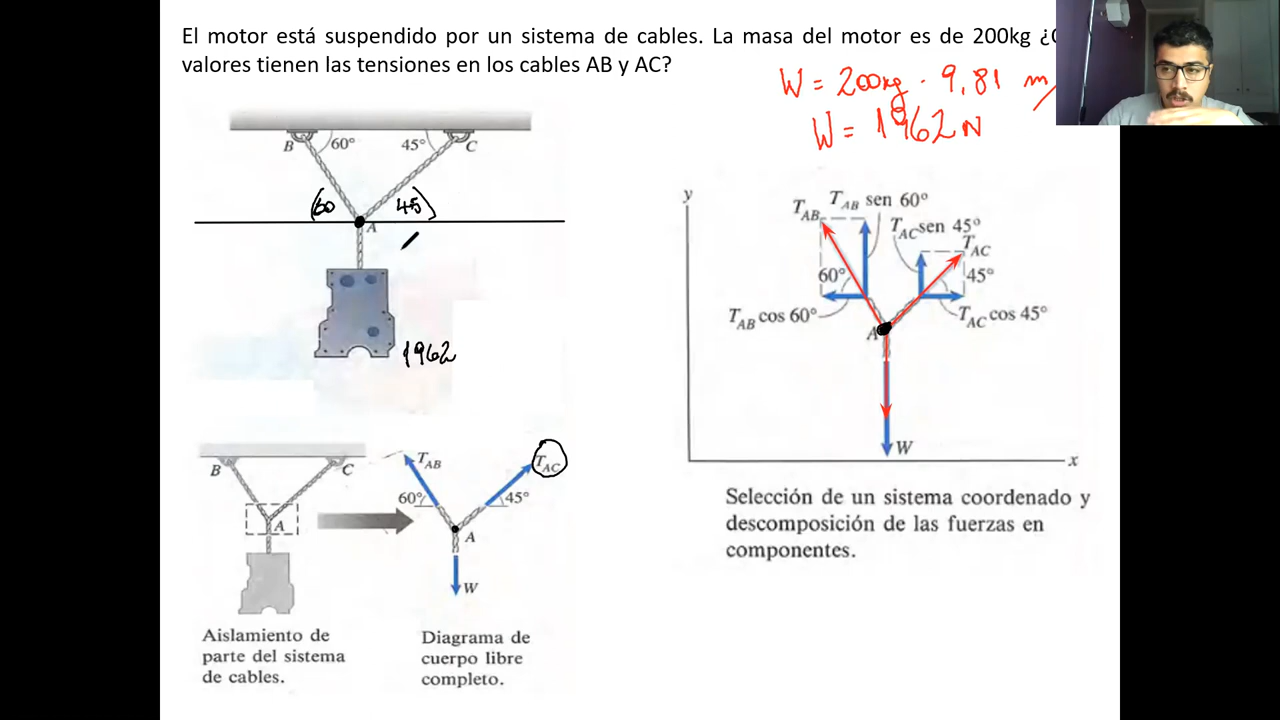 El motor está suspendido por un sistema de cables. La masa del motor es de 200kg
valores tienen las tensiones en los cables AB y AC?
W = 200kg · 9,81 m/
W = 1962 N
B 60° 45° C
(60 45)
A
1962
B C
A
T_AB T_AC
60° 45°
A
W
Aislamiento de
parte del sistema
de cables.
Diagrama de
cuerpo libre
completo.
y
T_AB T_AB sen 60°
T_AC sen 45°
T_AC
60° 45°
T_AB cos 60° T_AC cos 45°
A
W
x
Selección de un sistema coordenado y
descomposición de las fuerzas en
componentes.